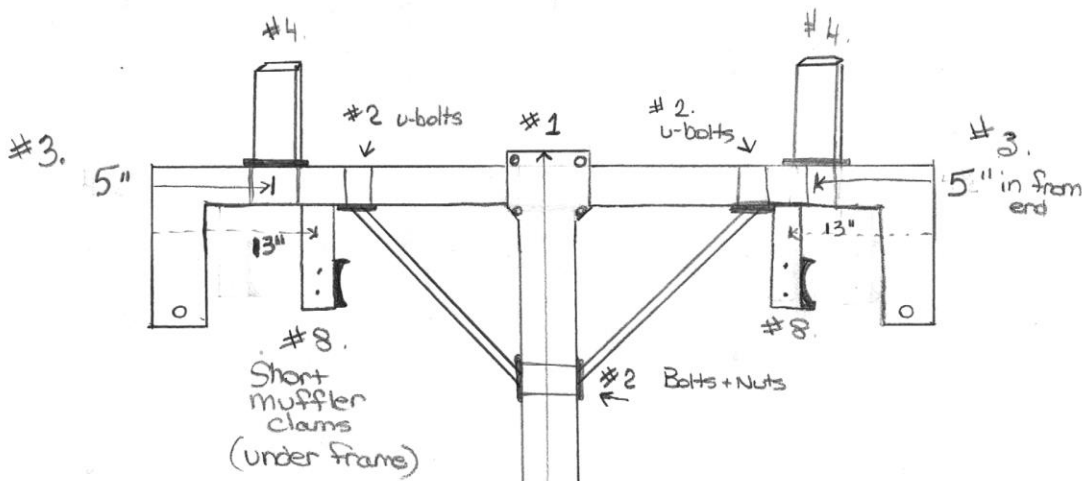 #4.
#4.
#2 u-bolts
#1
#2.
u-bolts
#3.
5"
#3.
5" in from
end
13"
13"
#8.
Short
muffler
clams
(under frame)
#8.
#2 Bolts + Nuts